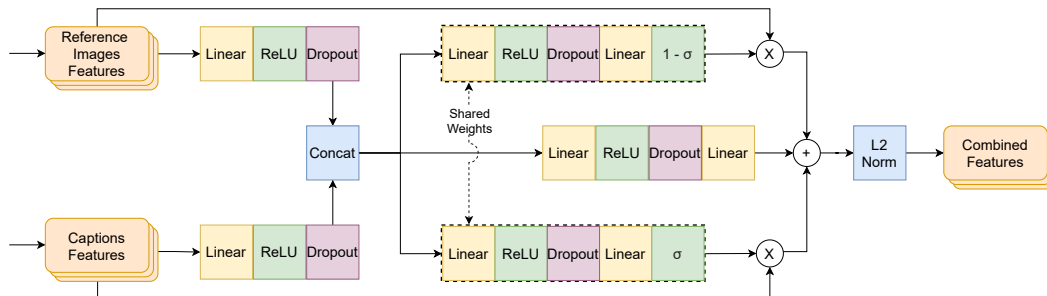 Reference
Images
Features
Linear ReLU Dropout
Linear ReLU Dropout Linear 1 - σ
X
Shared
Weights
Concat
Linear ReLU Dropout Linear
+
L2
Norm
Combined
Features
Captions
Features
Linear ReLU Dropout
Linear ReLU Dropout Linear σ
X